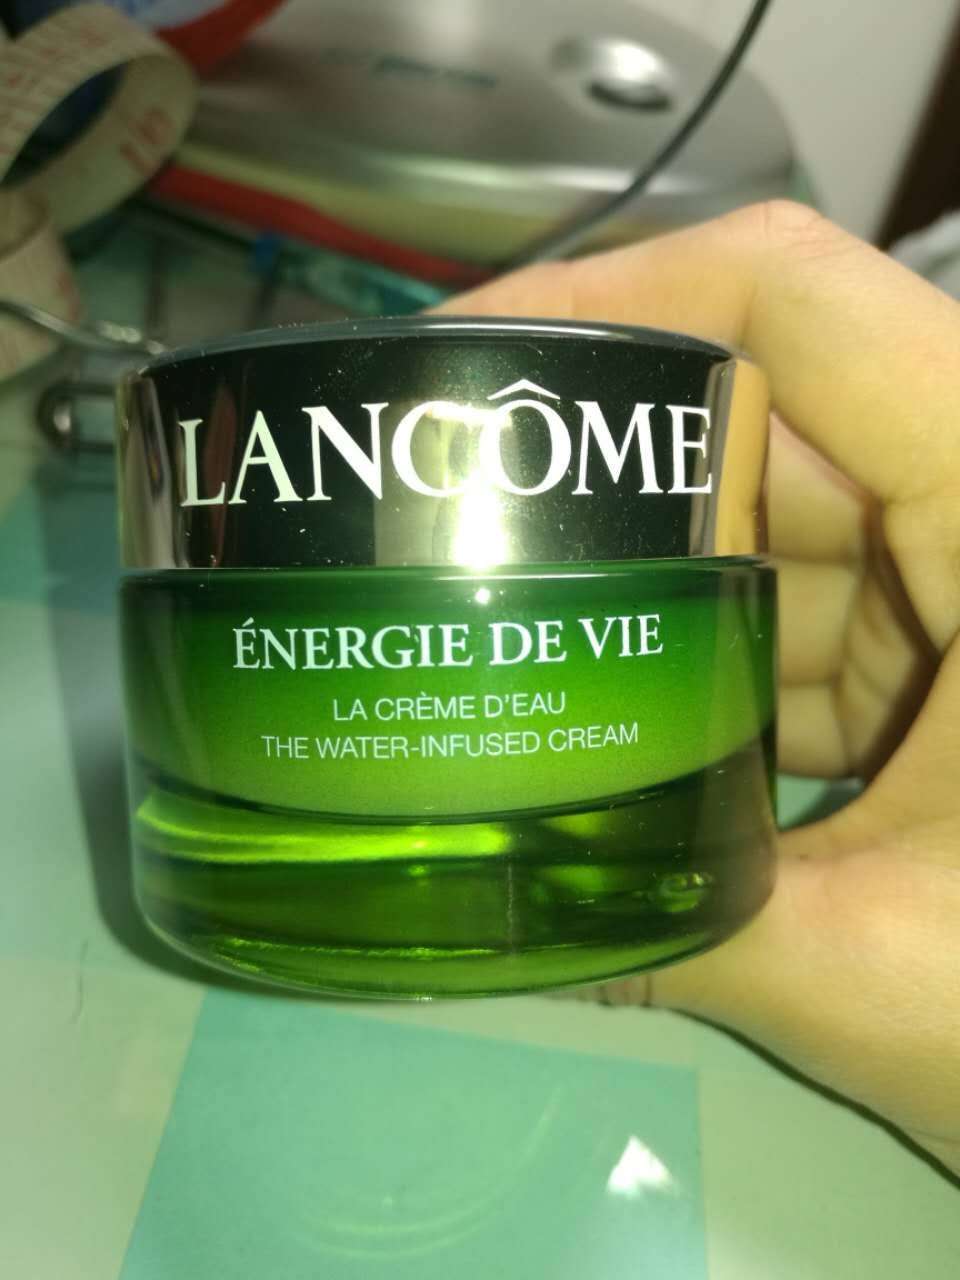 LANCÔME
ÉNERGIE DE VIE
LA CRÈME D'EAU
THE WATER-INFUSED CREAM